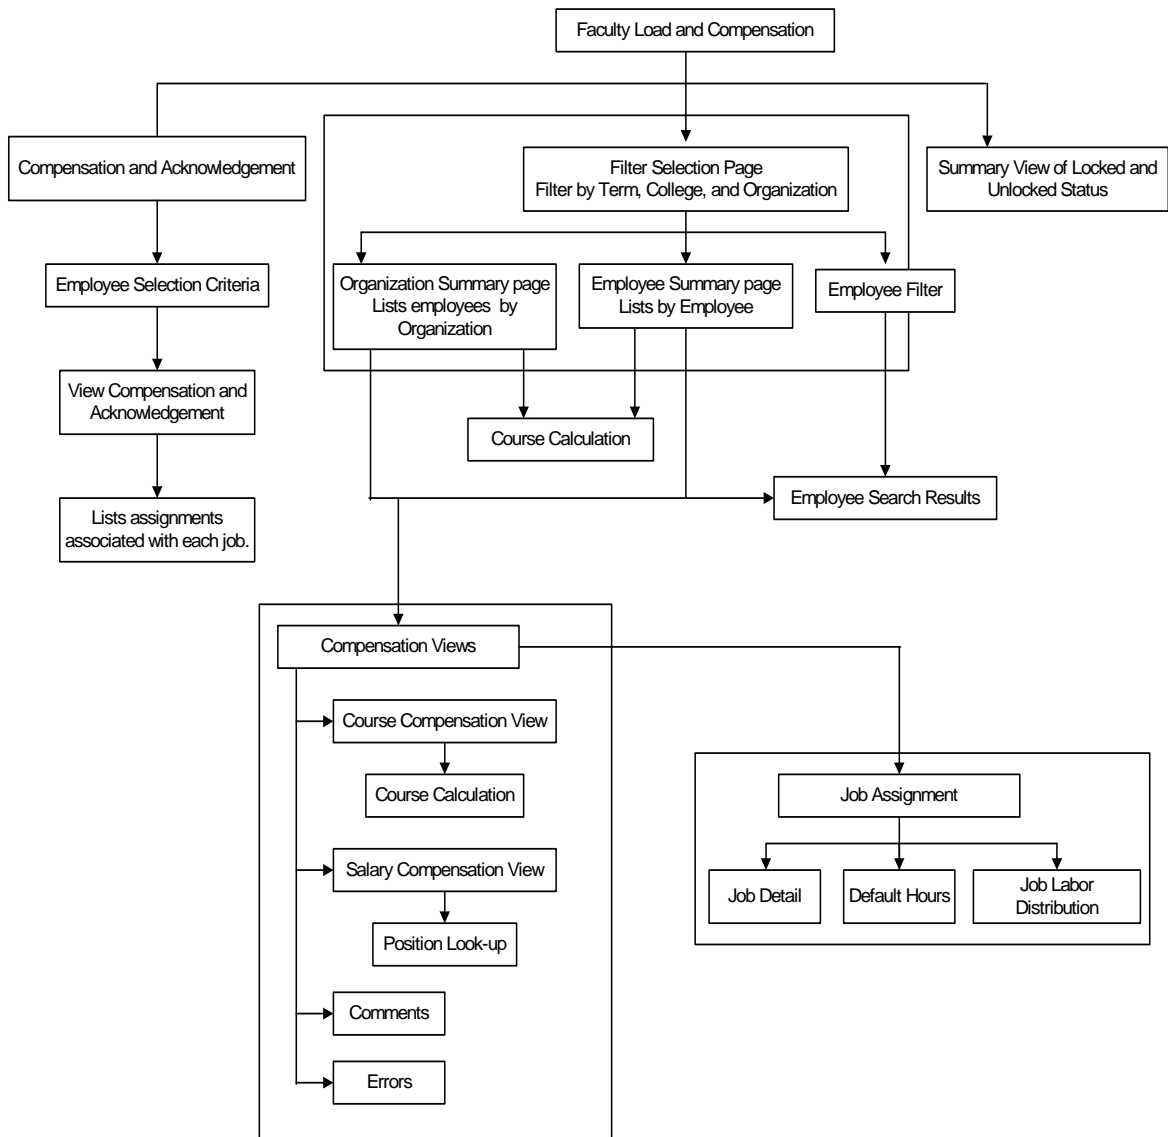 Faculty Load and Compensation
Compensation and Acknowledgement
Filter Selection Page
Filter by Term, College, and Organization
Summary View of Locked and
Unlocked Status
Employee Selection Criteria
Organization Summary page
Lists employees by
Organization
Employee Summary page
Lists by Employee
Employee Filter
View Compensation and
Acknowledgement
Course Calculation
Employee Search Results
Lists assignments
associated with each job.
Compensation Views
Course Compensation View
Course Calculation
Salary Compensation View
Position Look-up
Comments
Errors
Job Assignment
Job Detail
Default Hours
Job Labor
Distribution